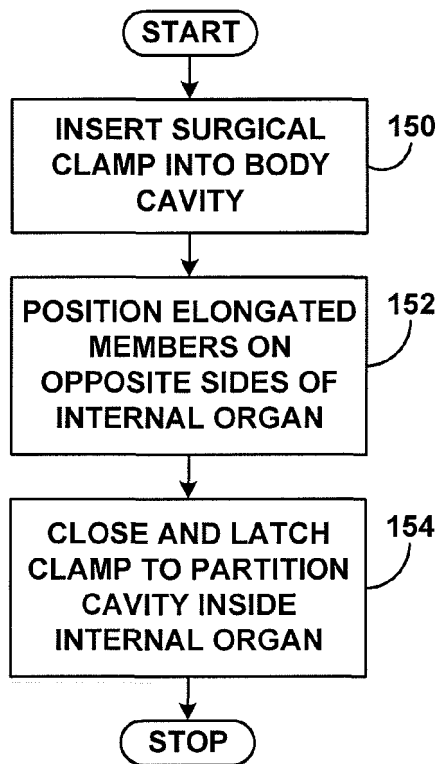 START
INSERT SURGICAL
CLAMP INTO BODY
CAVITY
150
POSITION ELONGATED
MEMBERS ON
OPPOSITE SIDES OF
INTERNAL ORGAN
152
CLOSE AND LATCH
CLAMP TO PARTITION
CAVITY INSIDE
INTERNAL ORGAN
154
STOP